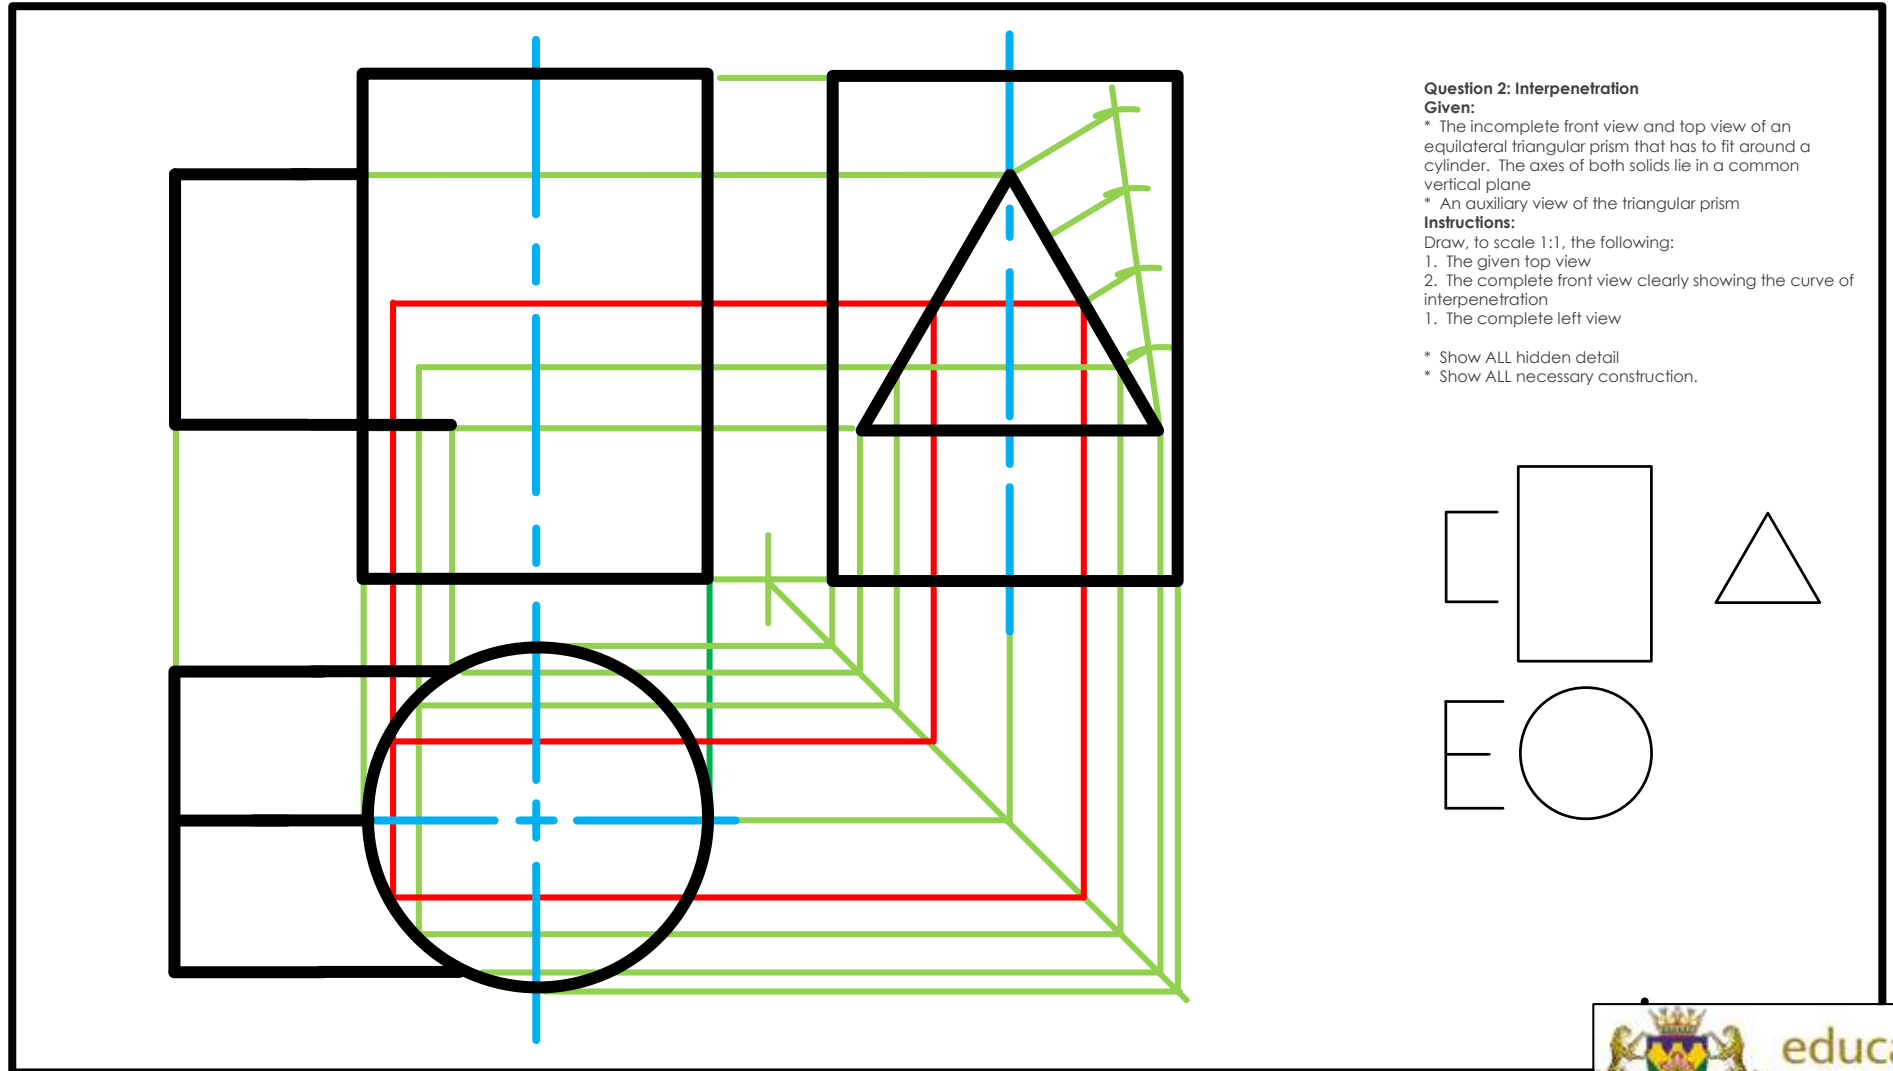 Question 2: Interpenetration
Given:
* The incomplete front view and top view of an
equilateral triangular prism that has to fit around a
cylinder. The axes of both solids lie in a common
vertical plane
* An auxiliary view of the triangular prism
Instructions:
Draw, to scale 1:1, the following:
1. The given top view
2. The complete front view clearly showing the curve of
interpenetration
1. The complete left view
* Show ALL hidden detail
* Show ALL necessary construction.